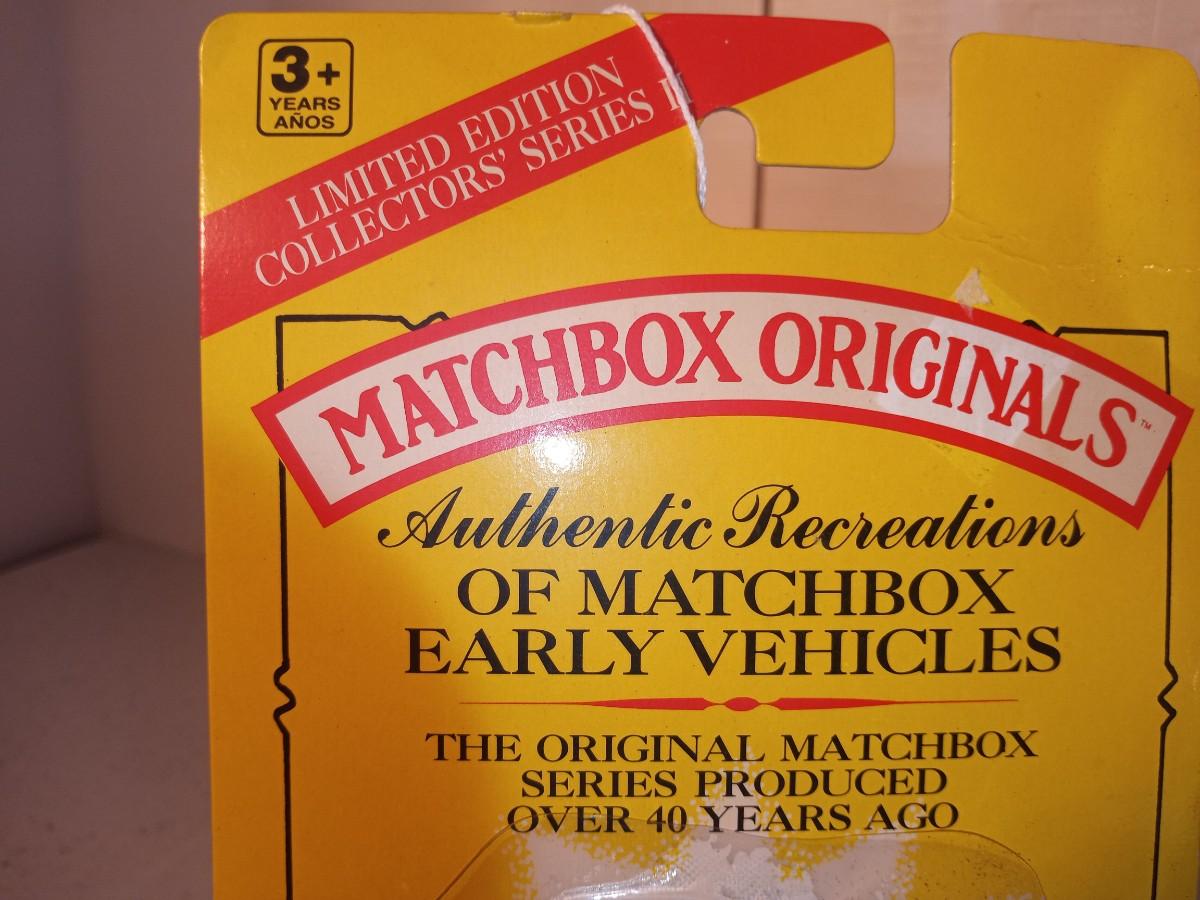 3+
YEARS
AÑOS
LIMITED EDITION
COLLECTORS' SERIES II
MATCHBOX ORIGINALS™
Authentic Recreations
OF MATCHBOX
EARLY VEHICLES
THE ORIGINAL MATCHBOX
SERIES PRODUCED
OVER 40 YEARS AGO